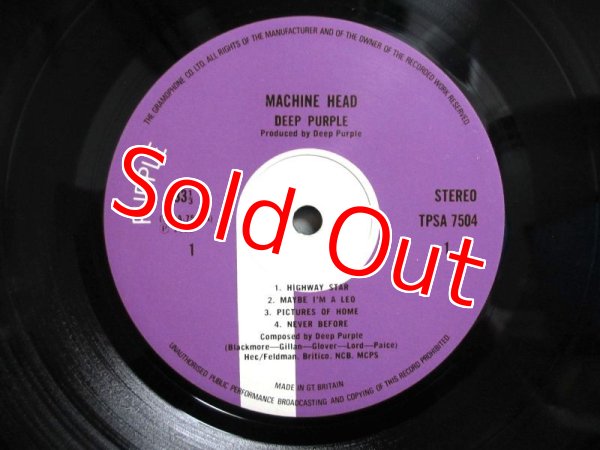 THE GRAMOPHONE CO. LTD. ALL RIGHTS OF THE MANUFACTURER AND OF THE OWNER OF THE RECORDED WORK RESERVED.
MACHINE HEAD
DEEP PURPLE
Produced by Deep Purple
Sold Out
33⅓
STEREO
TPSA 7504
1
1
1. HIGHWAY STAR
2. MAYBE I'M A LEO
3. PICTURES OF HOME
4. NEVER BEFORE
Composed by Deep Purple
(Blackmore—Gillan—Glover—Lord—Paice)
Hec/Feldman. Britico. NCB. MCPS
MADE IN GT BRITAIN
UNAUTHORISED PUBLIC PERFORMANCE BROADCASTING AND COPYING OF THIS RECORD PROHIBITED.